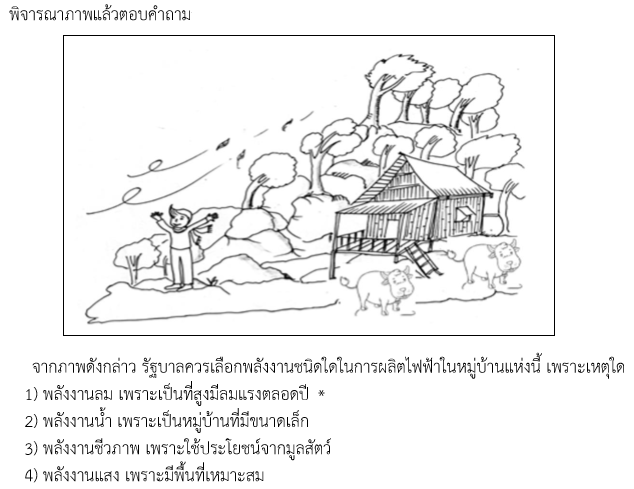 พิจารณาภาพแล้วตอบคำถาม
จากภาพดังกล่าว รัฐบาลควรเลือกพลังงานชนิดใดในการผลิตไฟฟ้าในหมู่บ้านแห่งนี้ เพราะเหตุใด
1) พลังงานลม เพราะเป็นที่สูงมีลมแรงตลอดปี *
2) พลังงานน้ำ เพราะเป็นหมู่บ้านที่มีขนาดเล็ก
3) พลังงานชีวภาพ เพราะใช้ประโยชน์จากมูลสัตว์
4) พลังงานแสง เพราะมีพื้นที่เหมาะสม